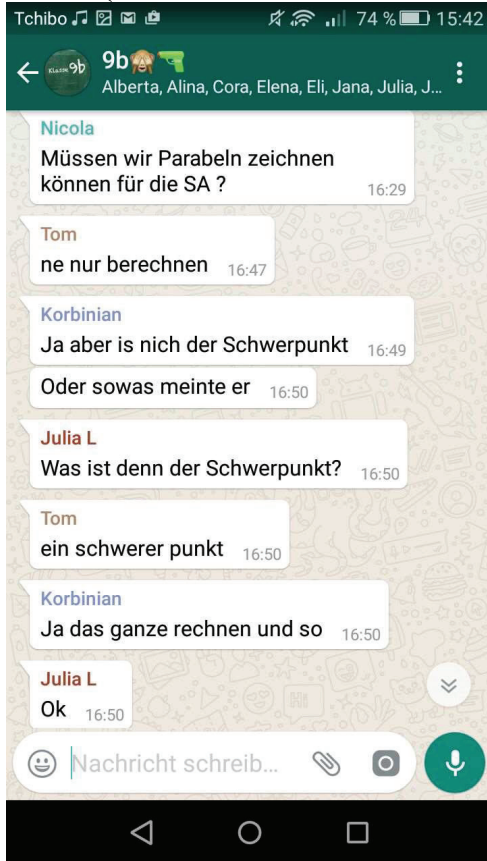 Tchibo 74 % 15:42
Klasse 9b
9b🙈🔫
Alberta, Alina, Cora, Elena, Eli, Jana, Julia, J...
Nicola
Müssen wir Parabeln zeichnen
können für die SA ? 16:29
Tom
ne nur berechnen 16:47
Korbinian
Ja aber is nich der Schwerpunkt 16:49
Oder sowas meinte er 16:50
Julia L
Was ist denn der Schwerpunkt? 16:50
Tom
ein schwerer punkt 16:50
Korbinian
Ja das ganze rechnen und so 16:50
Julia L
Ok 16:50
Nachricht schreib...